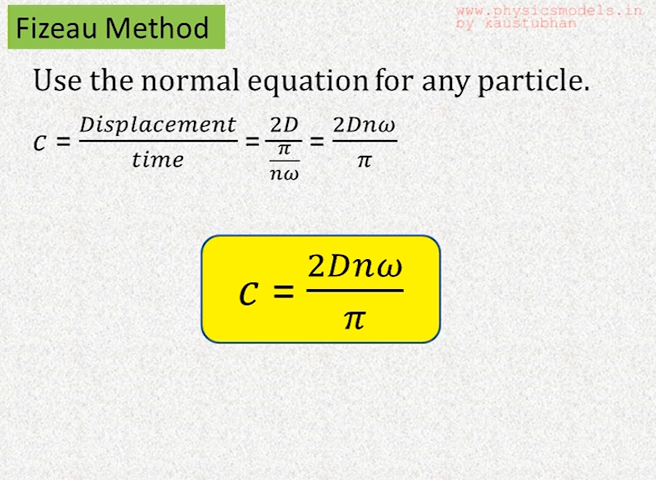 www.physicsmodels.in
by kaustubhan
Fizeau Method
Use the normal equation for any particle.
c = Displacement/time = 2D/(π/nω) = 2Dnω/π
c = 2Dnω/π